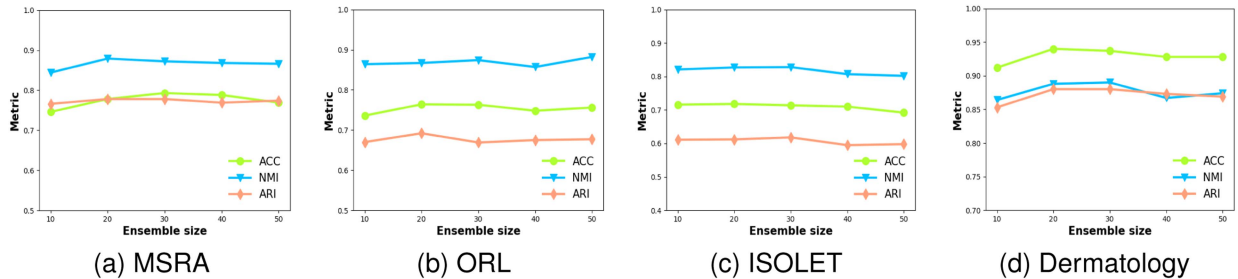 1.0
0.9
0.8
0.7
0.6
0.5
Metric
10 20 30 40 50
Ensemble size
ACC
NMI
ARI
(a) MSRA
1.0
0.9
0.8
0.7
0.6
0.5
Metric
10 20 30 40 50
Ensemble size
ACC
NMI
ARI
(b) ORL
1.0
0.9
0.8
0.7
0.6
0.5
0.4
Metric
10 20 30 40 50
Ensemble size
ACC
NMI
ARI
(c) ISOLET
1.00
0.95
0.90
0.85
0.80
0.75
0.70
Metric
10 20 30 40 50
Ensemble size
ACC
NMI
ARI
(d) Dermatology